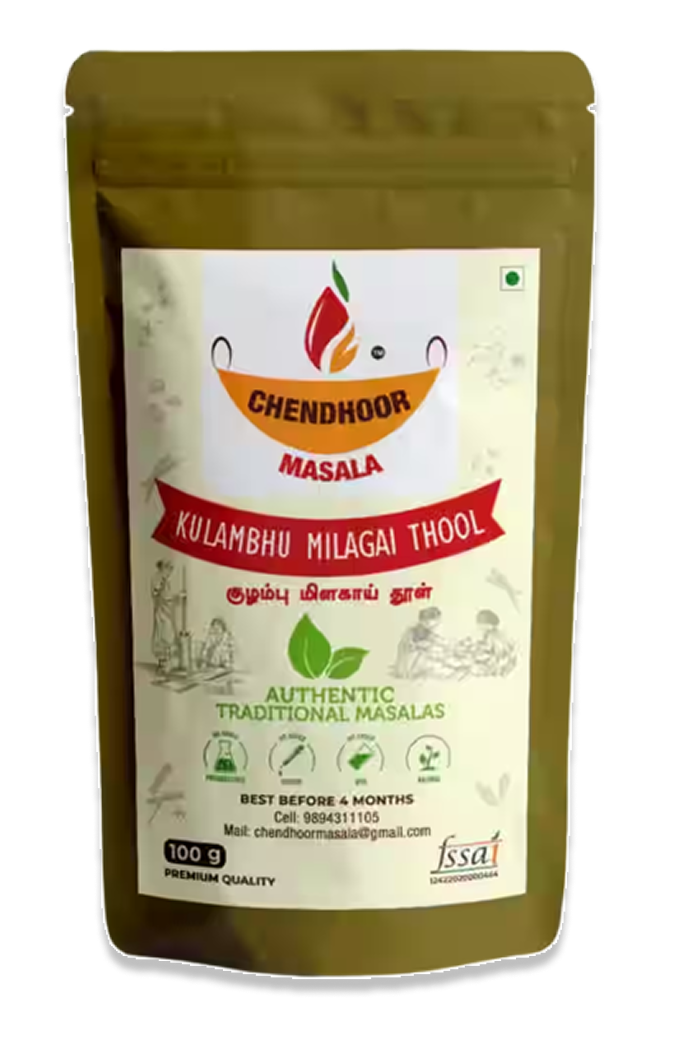 TM
CHENDHOOR
MASALA
KULAMBHU MILAGAI THOOL
குழம்பு மிளகாய் தூள்
AUTHENTIC
TRADITIONAL MASALAS
BEST BEFORE 4 MONTHS
Cell: 9894311105
Mail: chendhoormasala@gmail.com
100 g
PREMIUM QUALITY
fssai